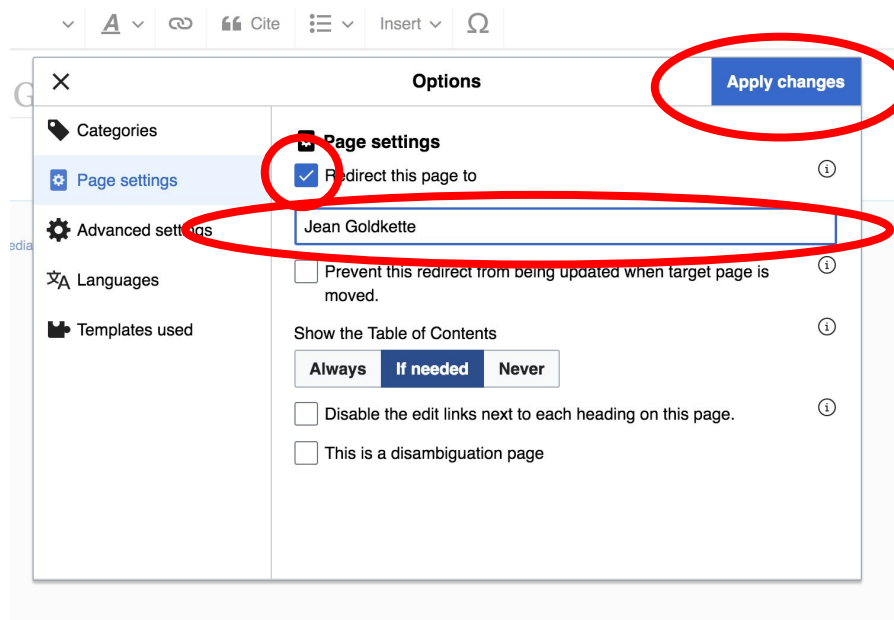 A Cite Insert Ω
G
Options
Apply changes
Categories
Page settings
Advanced settings
Languages
Templates used
Page settings
Redirect this page to
Jean Goldkette
Prevent this redirect from being updated when target page is
moved.
Show the Table of Contents
Always If needed Never
Disable the edit links next to each heading on this page.
This is a disambiguation page
edia